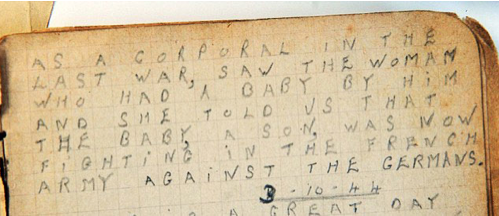 AS A CORPORAL IN THE
LAST WAR, SAW THE WOMAN
WHO HAD A BABY BY HIM
AND SHE TOLD US THAT
THE BABY, A SON, WAS NOW
FIGHTING IN THE FRENCH
ARMY AGAINST THE GERMANS.
3-10-44
A GREAT DAY